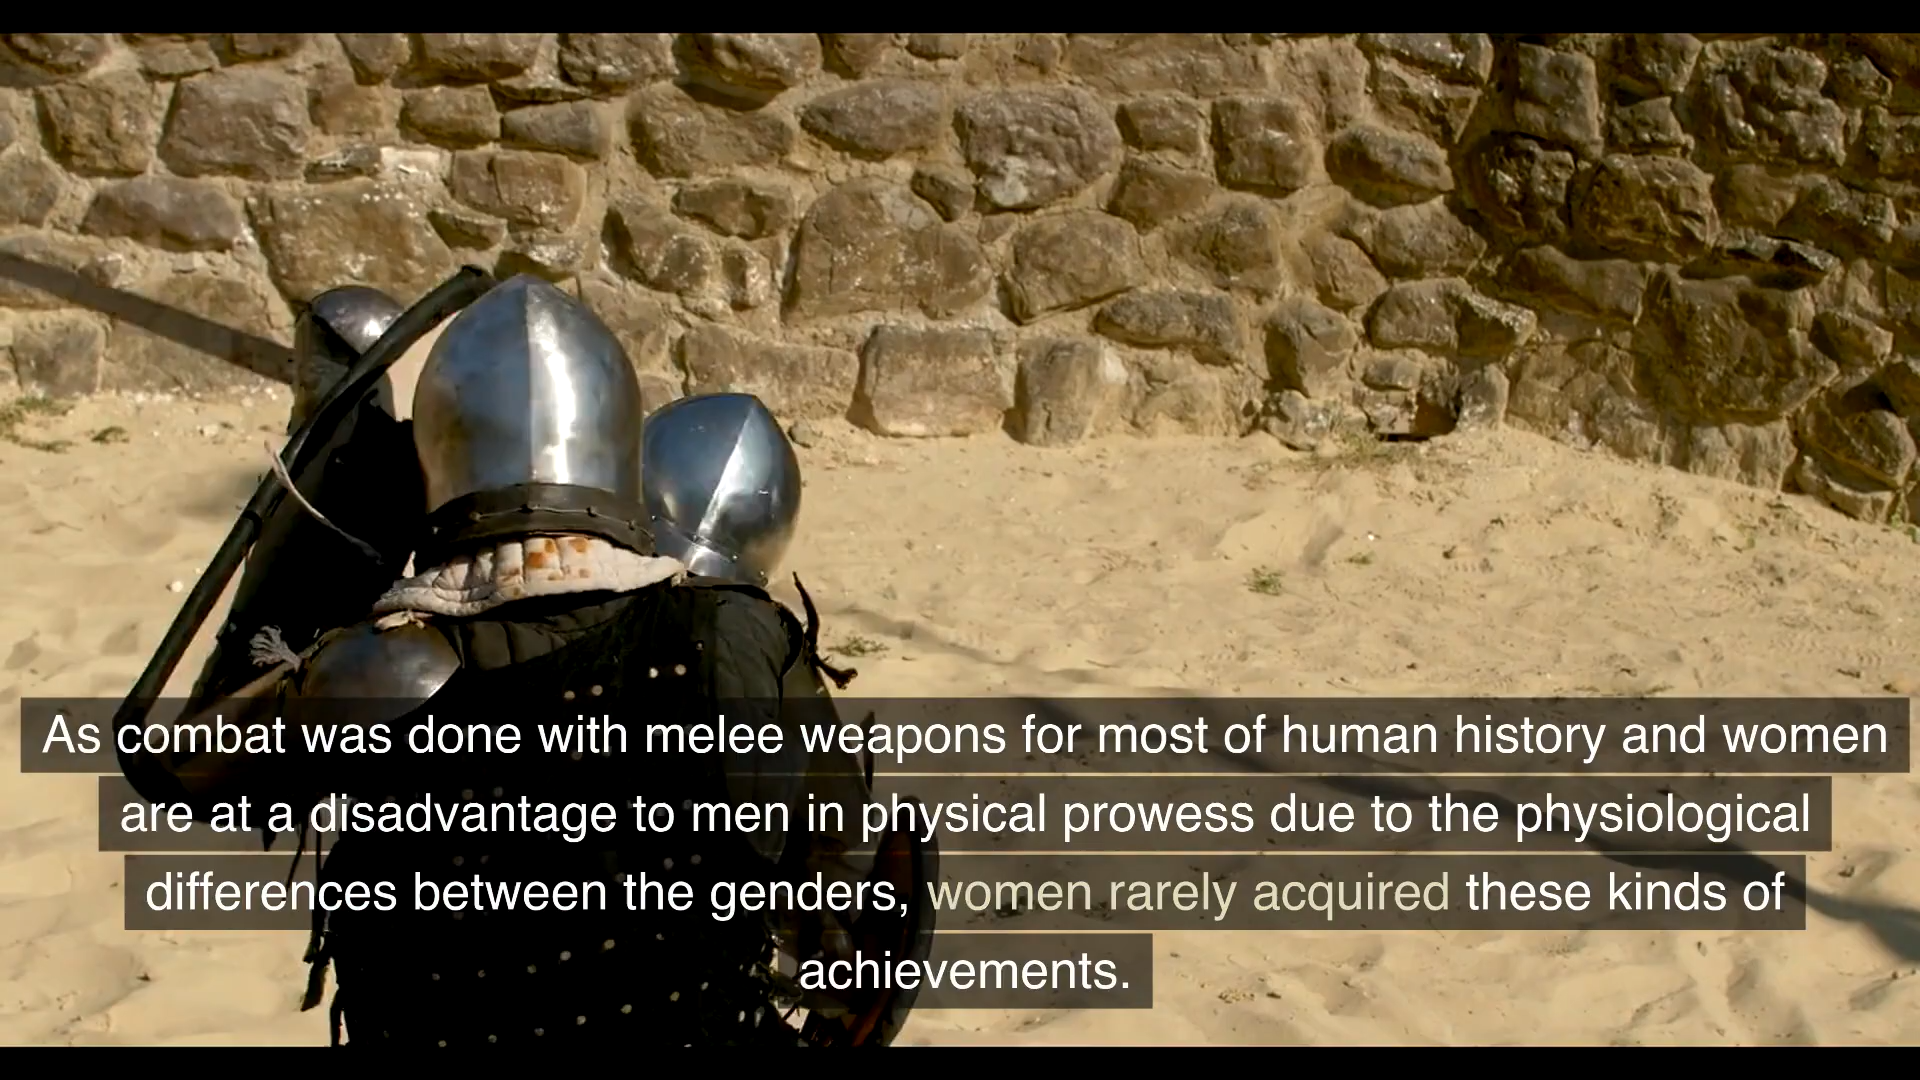 As combat was done with melee weapons for most of human history and women
are at a disadvantage to men in physical prowess due to the physiological
differences between the genders, women rarely acquired these kinds of
achievements.